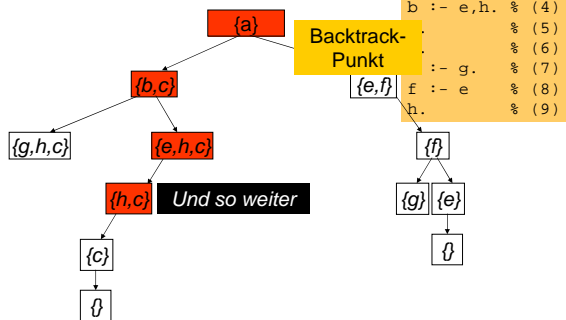 {a}
Backtrack-
Punkt
b :- e,h. % (4)
. % (5)
. % (6)
:- g. % (7)
f :- e % (8)
h. % (9)
{b,c}
{e,f}
{g,h,c}
{e,h,c}
{f}
{h,c}
Und so weiter
{g}
{e}
{c}
{}
{}